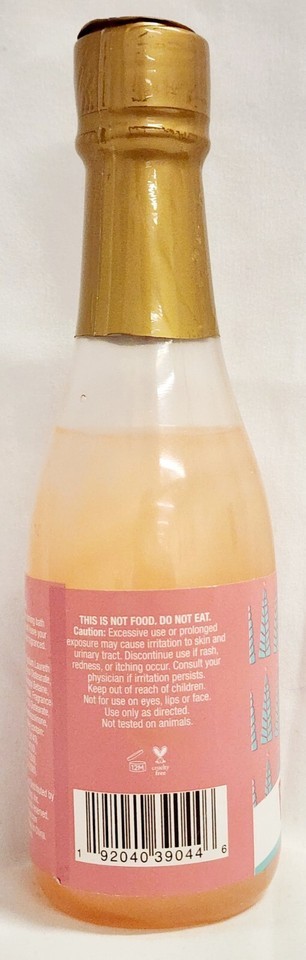 THIS IS NOT FOOD. DO NOT EAT.
Caution: Excessive use or prolonged
exposure may cause irritation to skin and
urinary tract. Discontinue use if rash,
redness, or itching occur. Consult your
physician if irritation persists.
Keep out of reach of children.
Not for use on eyes, lips or face.
Use only as directed.
Not tested on animals.
12M
cruelty
free
1 92040 39044 6